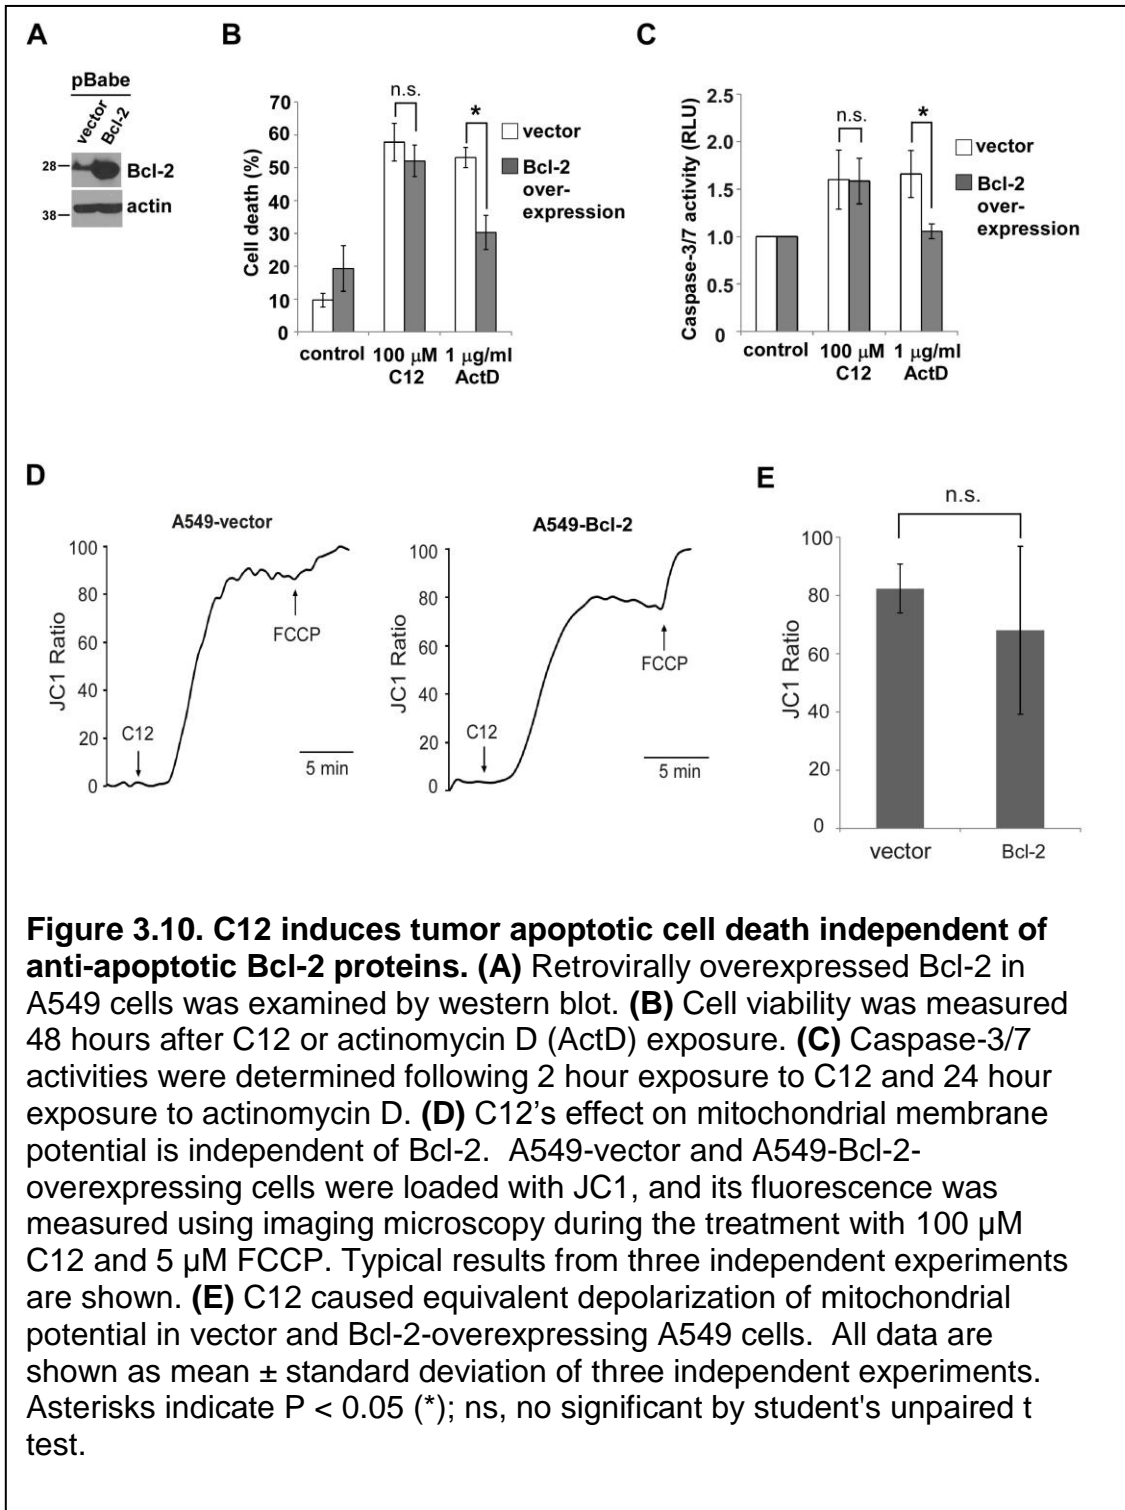 A
pBabe
vector
Bcl-2
28
Bcl-2
38
actin
B
Cell death (%)
70
60
50
40
30
20
10
0
n.s.
*
vector
Bcl-2
over-
expression
control
100 μM
C12
1 μg/ml
ActD
C
Caspase-3/7 activity (RLU)
2.5
2.0
1.5
1.0
0.5
0
n.s.
*
vector
Bcl-2
over-
expression
control
100 μM
C12
1 μg/ml
ActD
D
A549-vector
JC1 Ratio
100
80
60
40
20
0
C12
FCCP
5 min
A549-Bcl-2
JC1 Ratio
100
80
60
40
20
0
C12
FCCP
5 min
E
n.s.
JC1 Ratio
100
80
60
40
20
0
vector
Bcl-2
Figure 3.10. C12 induces tumor apoptotic cell death independent of
anti-apoptotic Bcl-2 proteins. (A) Retrovirally overexpressed Bcl-2 in
A549 cells was examined by western blot. (B) Cell viability was measured
48 hours after C12 or actinomycin D (ActD) exposure. (C) Caspase-3/7
activities were determined following 2 hour exposure to C12 and 24 hour
exposure to actinomycin D. (D) C12’s effect on mitochondrial membrane
potential is independent of Bcl-2. A549-vector and A549-Bcl-2-
overexpressing cells were loaded with JC1, and its fluorescence was
measured using imaging microscopy during the treatment with 100 µM
C12 and 5 µM FCCP. Typical results from three independent experiments
are shown. (E) C12 caused equivalent depolarization of mitochondrial
potential in vector and Bcl-2-overexpressing A549 cells. All data are
shown as mean ± standard deviation of three independent experiments.
Asterisks indicate P < 0.05 (*); ns, no significant by student's unpaired t
test.